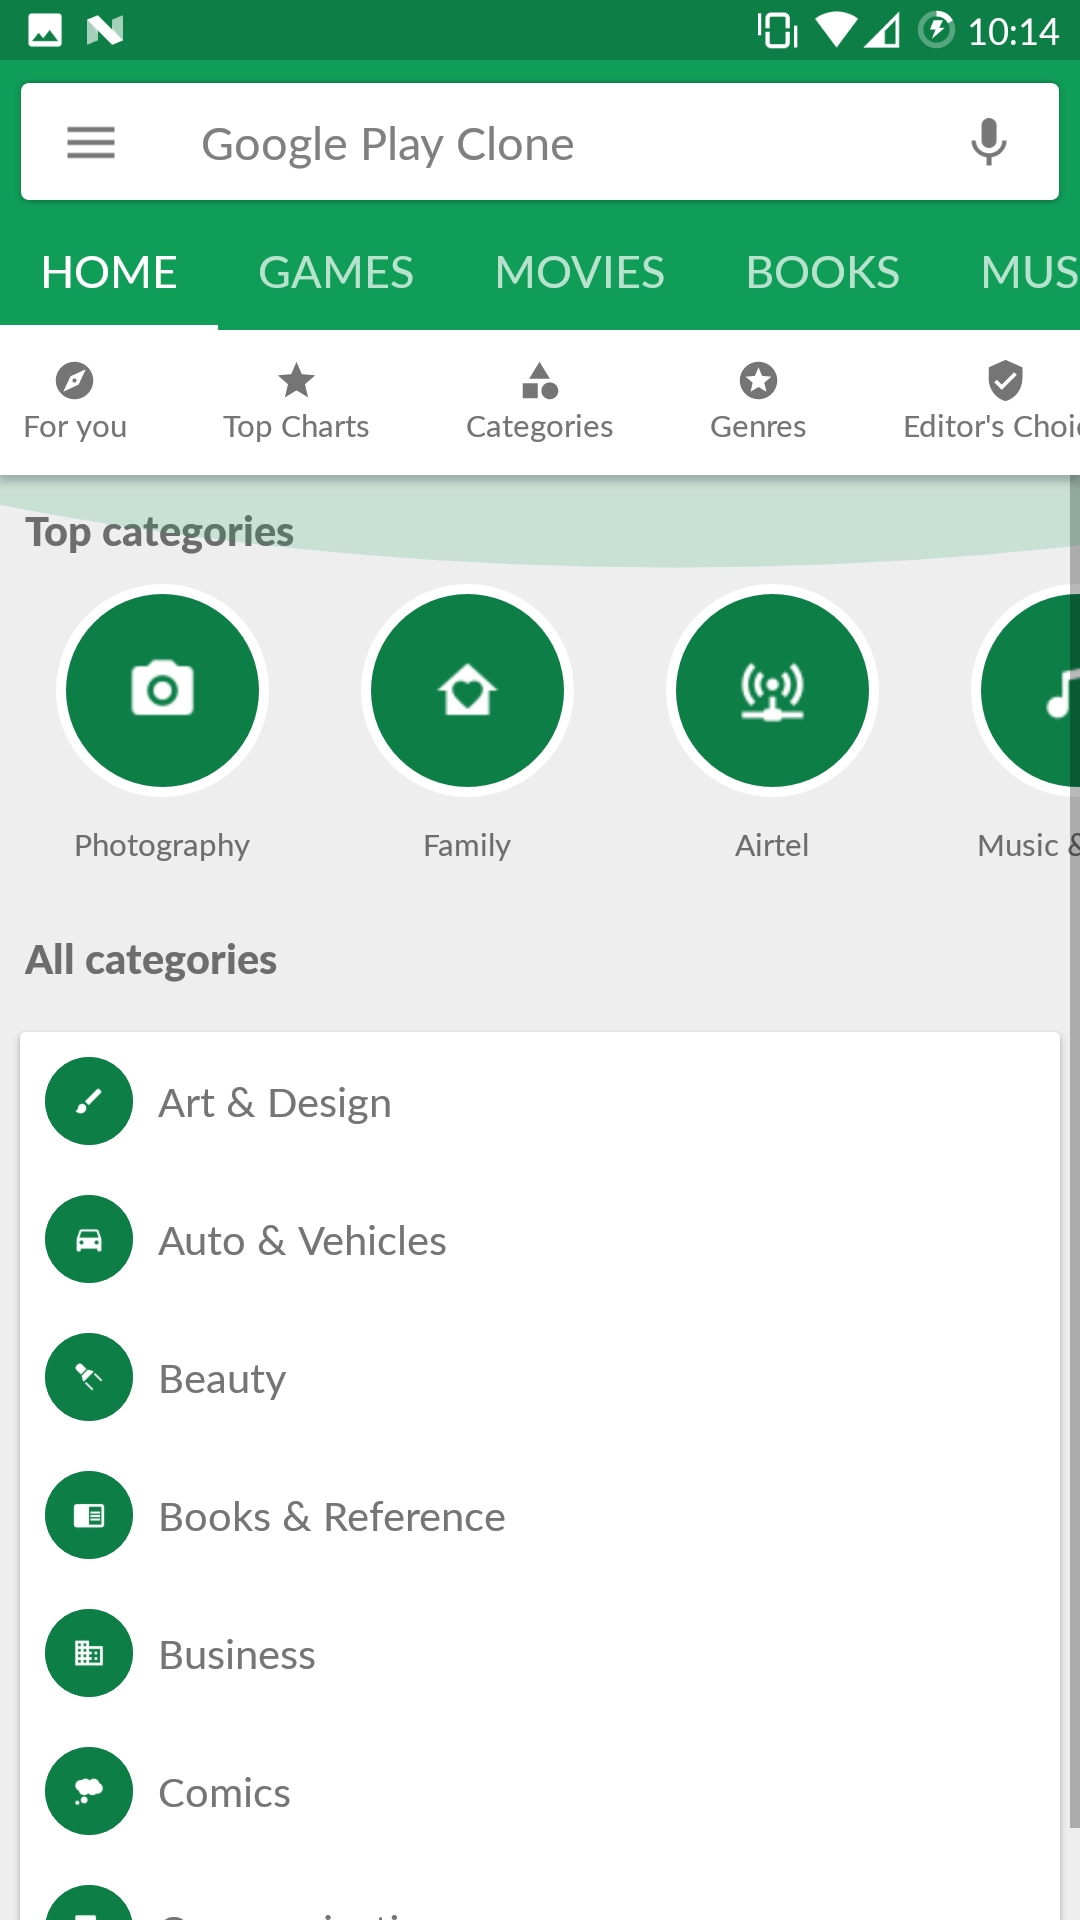 10:14
Google Play Clone
HOME GAMES MOVIES BOOKS MUS
For you Top Charts Categories Genres Editor's Choi
Top categories
Photography Family Airtel Music &
All categories
Art & Design
Auto & Vehicles
Beauty
Books & Reference
Business
Comics